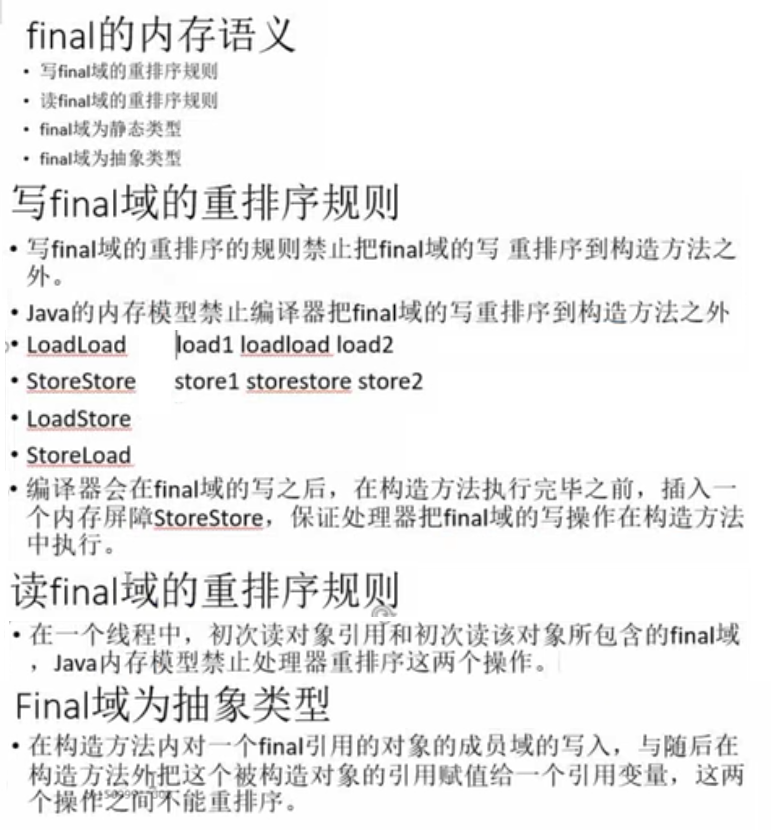 final的内存语义
• 写final域的重排序规则
• 读final域的重排序规则
• final域为静态类型
• final域为抽象类型
写final域的重排序规则
• 写final域的重排序的规则禁止把final域的写 重排序到构造方法之
外。
• Java的内存模型禁止编译器把final域的写重排序到构造方法之外
• LoadLoad load1 loadload load2
• StoreStore store1 storestore store2
• LoadStore
• StoreLoad
• 编译器会在final域的写之后，在构造方法执行完毕之前，插入一
个内存屏障StoreStore，保证处理器把final域的写操作在构造方法
中执行。
读final域的重排序规则
• 在一个线程中，初次读对象引用和初次读该对象所包含的final域
，Java内存模型禁止处理器重排序这两个操作。
Final域为抽象类型
• 在构造方法内对一个final引用的对象的成员域的写入，与随后在
构造方法外把这个被构造对象的引用赋值给一个引用变量，这两
个操作之间不能重排序。